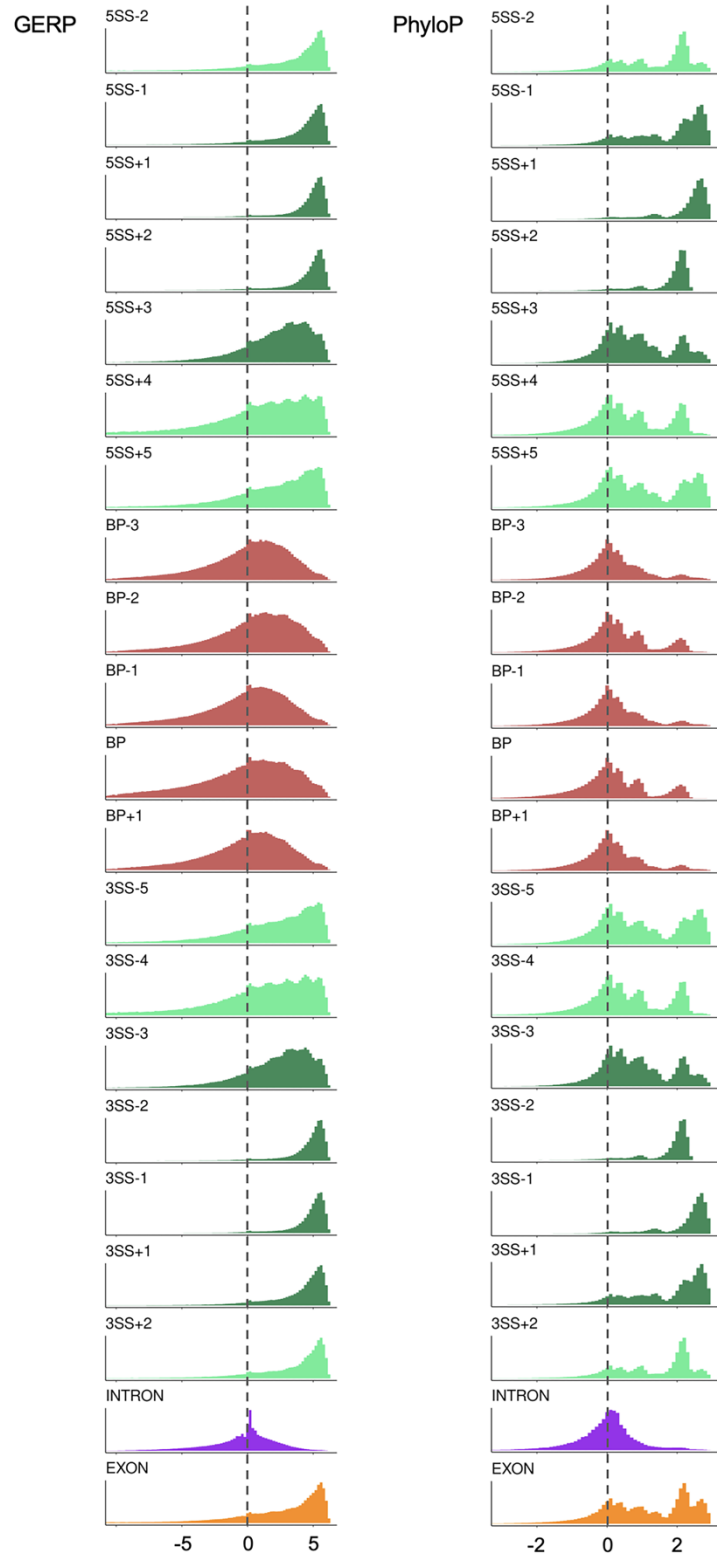 GERP
5SS-2
5SS-1
5SS+1
5SS+2
5SS+3
5SS+4
5SS+5
BP-3
BP-2
BP-1
BP
BP+1
3SS-5
3SS-4
3SS-3
3SS-2
3SS-1
3SS+1
3SS+2
INTRON
EXON
-5 0 5
PhyloP
5SS-2
5SS-1
5SS+1
5SS+2
5SS+3
5SS+4
5SS+5
BP-3
BP-2
BP-1
BP
BP+1
3SS-5
3SS-4
3SS-3
3SS-2
3SS-1
3SS+1
3SS+2
INTRON
EXON
-2 0 2